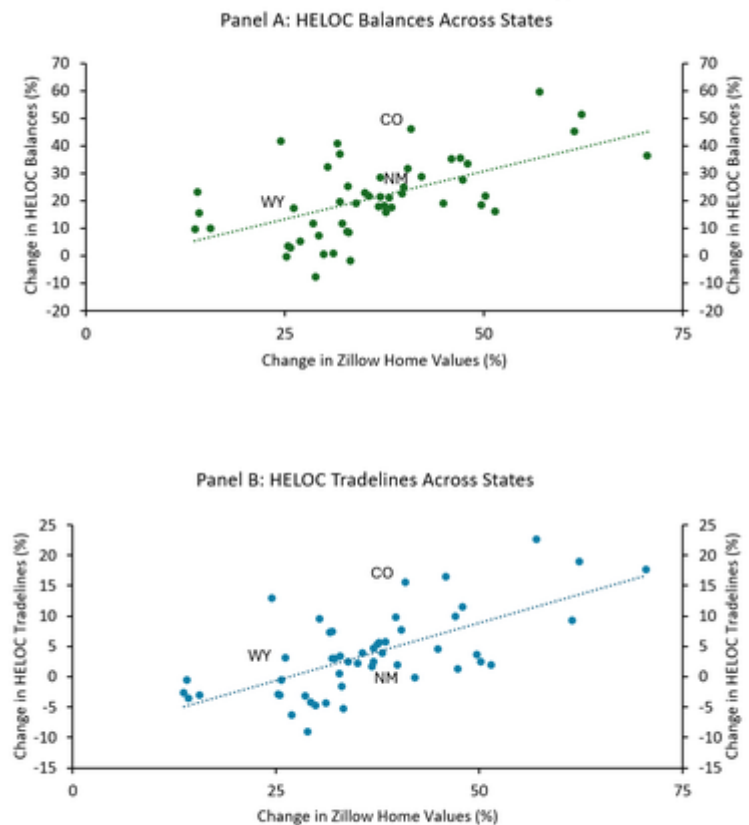 Panel A: HELOC Balances Across States
Change in HELOC Balances (%)
70
60
50
40
30
20
10
0
-10
-20
CO
NM
WY
70
60
50
40
30
20
10
0
-10
-20
Change in HELOC Balances (%)
0 25 50 75
Change in Zillow Home Values (%)
Panel B: HELOC Tradelines Across States
Change in HELOC Tradelines (%)
25
20
15
10
5
0
-5
-10
-15
CO
WY
NM
25
20
15
10
5
0
-5
-10
-15
Change in HELOC Tradelines (%)
0 25 50 75
Change in Zillow Home Values (%)